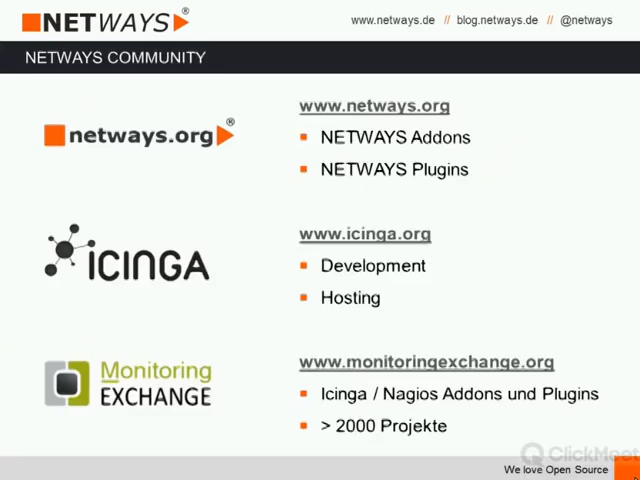 NETWAYS®
www.netways.de // blog.netways.de // @netways
NETWAYS COMMUNITY
netways.org®
www.netways.org
NETWAYS Addons
NETWAYS Plugins
ICINGA
www.icinga.org
Development
Hosting
Monitoring
EXCHANGE
www.monitoringexchange.org
Icinga / Nagios Addons und Plugins
> 2000 Projekte
ClickMeet
We love Open Source